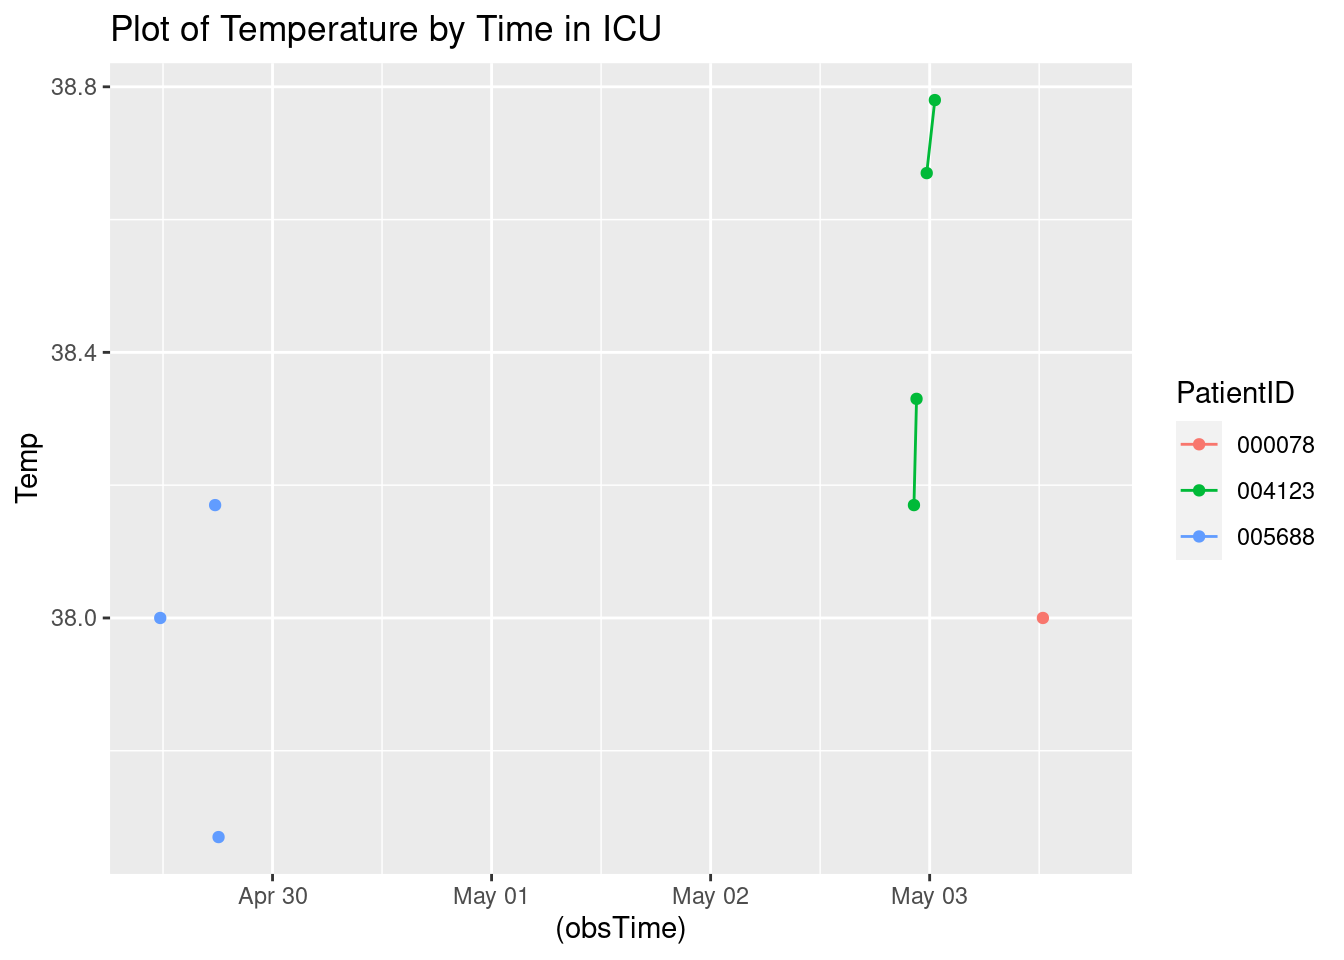 Plot of Temperature by Time in ICU
38.8
38.4
38.0
Temp
Apr 30
May 01
May 02
May 03
(obsTime)
PatientID
000078
004123
005688